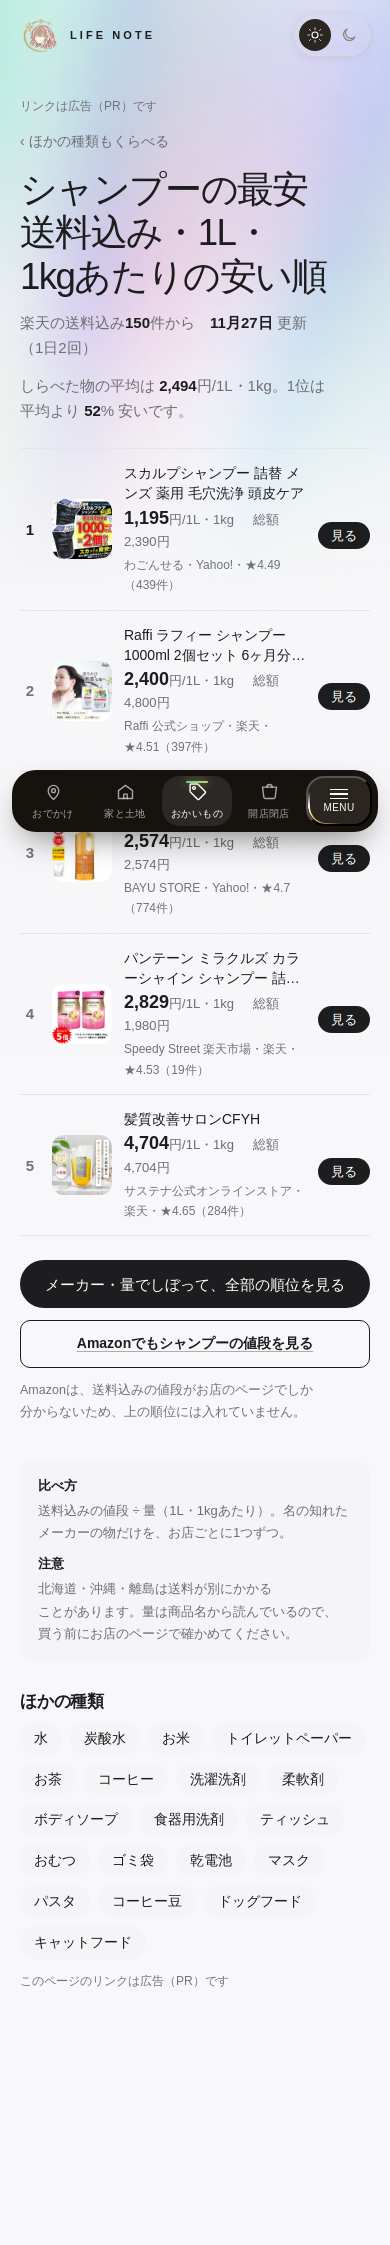 LIFE NOTE
リンクは広告（PR）です
‹ ほかの種類もくらべる
シャンプーの最安
送料込み・1L・
1kgあたりの安い順
楽天の送料込み150件から　11月27日 更新
（1日2回）
しらべた物の平均は 2,494円/1L・1kg。1位は
平均より 52% 安いです。
1
スカルプシャンプー 詰替 メ
ンズ 薬用 毛穴洗浄 頭皮ケア
1,195円/1L・1kg　総額
2,390円
わごんせる・Yahoo!・★4.49
（439件）
見る
2
Raffi ラフィー シャンプー
1000ml 2個セット 6ヶ月分…
2,400円/1L・1kg　総額
4,800円
Raffi 公式ショップ・楽天・
★4.51（397件）
見る
おでかけ
家と土地
おかいもの
開店閉店
MENU
3
2,574円/1L・1kg　総額
2,574円
BAYU STORE・Yahoo!・★4.7
（774件）
見る
4
パンテーン ミラクルズ カラ
ーシャイン シャンプー 詰…
2,829円/1L・1kg　総額
1,980円
Speedy Street 楽天市場・楽天・
★4.53（19件）
見る
5
髪質改善サロンCFYH
4,704円/1L・1kg　総額
4,704円
サステナ公式オンラインストア・
楽天・★4.65（284件）
見る
メーカー・量でしぼって、全部の順位を見る
Amazonでもシャンプーの値段を見る
Amazonは、送料込みの値段がお店のページでしか
分からないため、上の順位には入れていません。
比べ方
送料込みの値段 ÷ 量（1L・1kgあたり）。名の知れた
メーカーの物だけを、お店ごとに1つずつ。
注意
北海道・沖縄・離島は送料が別にかかる
ことがあります。量は商品名から読んでいるので、
買う前にお店のページで確かめてください。
ほかの種類
水
炭酸水
お米
トイレットペーパー
お茶
コーヒー
洗濯洗剤
柔軟剤
ボディソープ
食器用洗剤
ティッシュ
おむつ
ゴミ袋
乾電池
マスク
パスタ
コーヒー豆
ドッグフード
キャットフード
このページのリンクは広告（PR）です